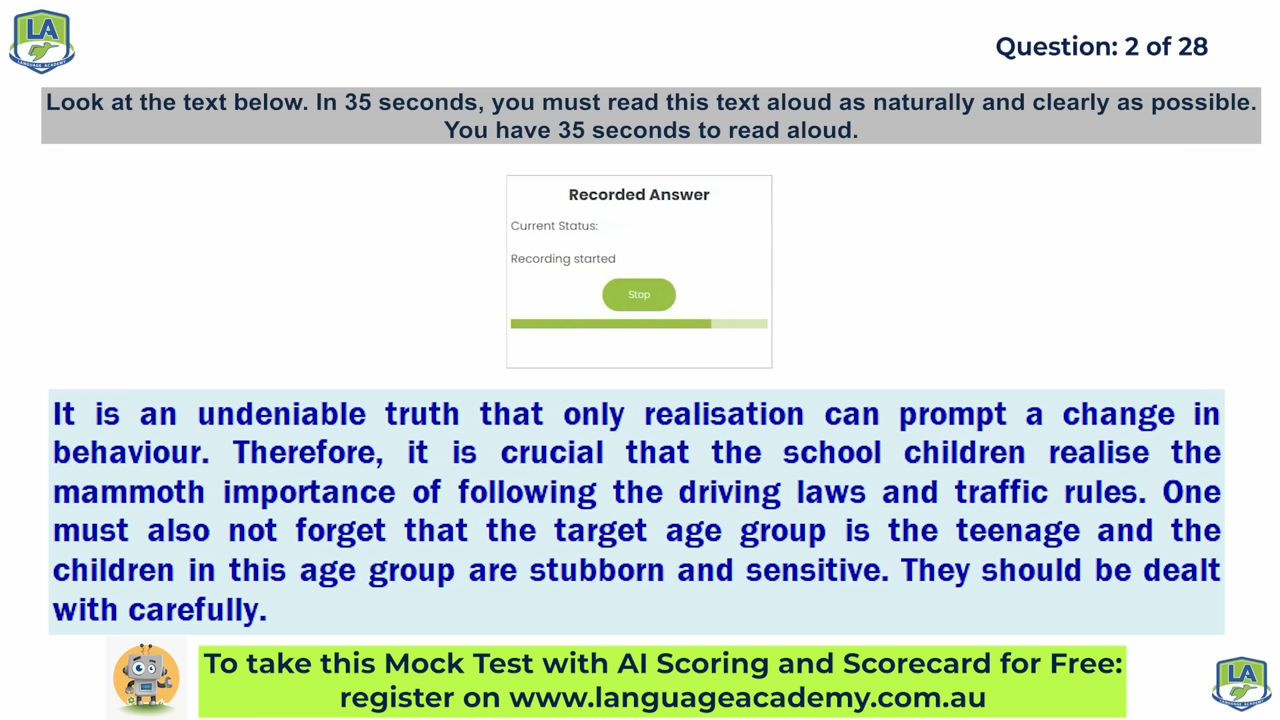 LA
LANGUAGE ACADEMY
Question: 2 of 28
Look at the text below. In 35 seconds, you must read this text aloud as naturally and clearly as possible.
You have 35 seconds to read aloud.
Recorded Answer
Current Status:
Recording started
Stop
It is an undeniable truth that only realisation can prompt a change in
behaviour. Therefore, it is crucial that the school children realise the
mammoth importance of following the driving laws and traffic rules. One
must also not forget that the target age group is the teenage and the
children in this age group are stubborn and sensitive. They should be dealt
with carefully.
To take this Mock Test with AI Scoring and Scorecard for Free:
register on www.languageacademy.com.au
LA
LANGUAGE ACADEMY